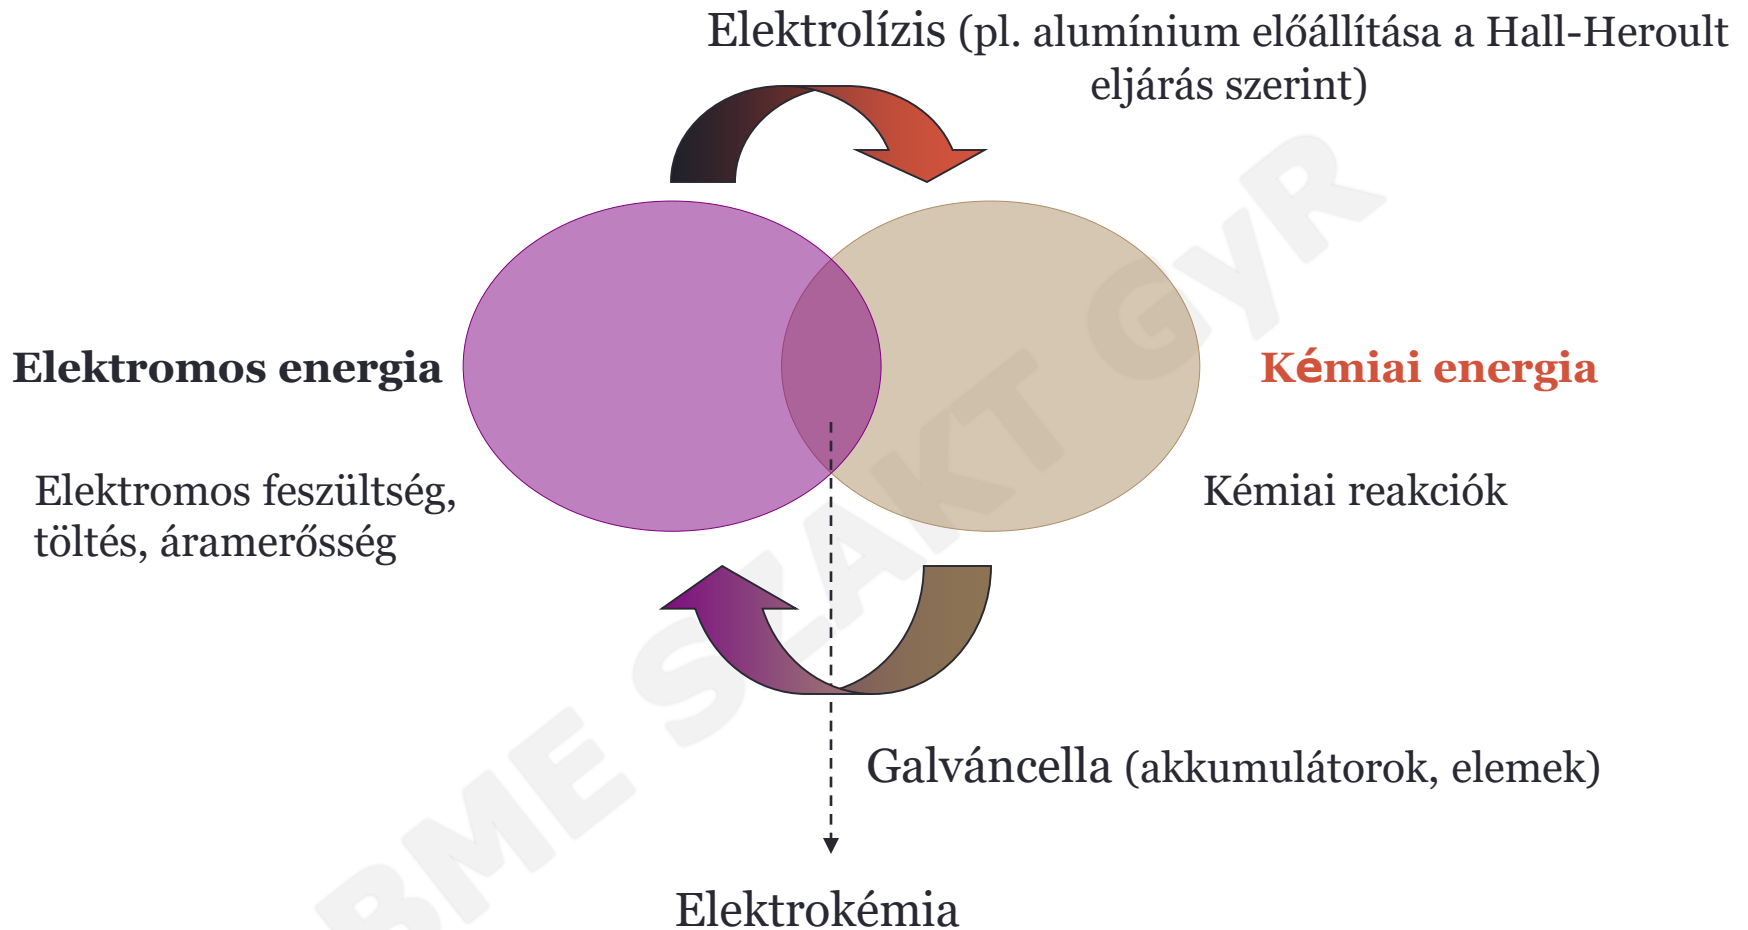 Elektrolízis (pl. alumínium előállítása a Hall-Heroult
eljárás szerint)
Elektromos energia
Kémiai energia
Elektromos feszültség,
töltés, áramerősség
Kémiai reakciók
Galváncella (akkumulátorok, elemek)
Elektrokémia
BME SZAKT GyR